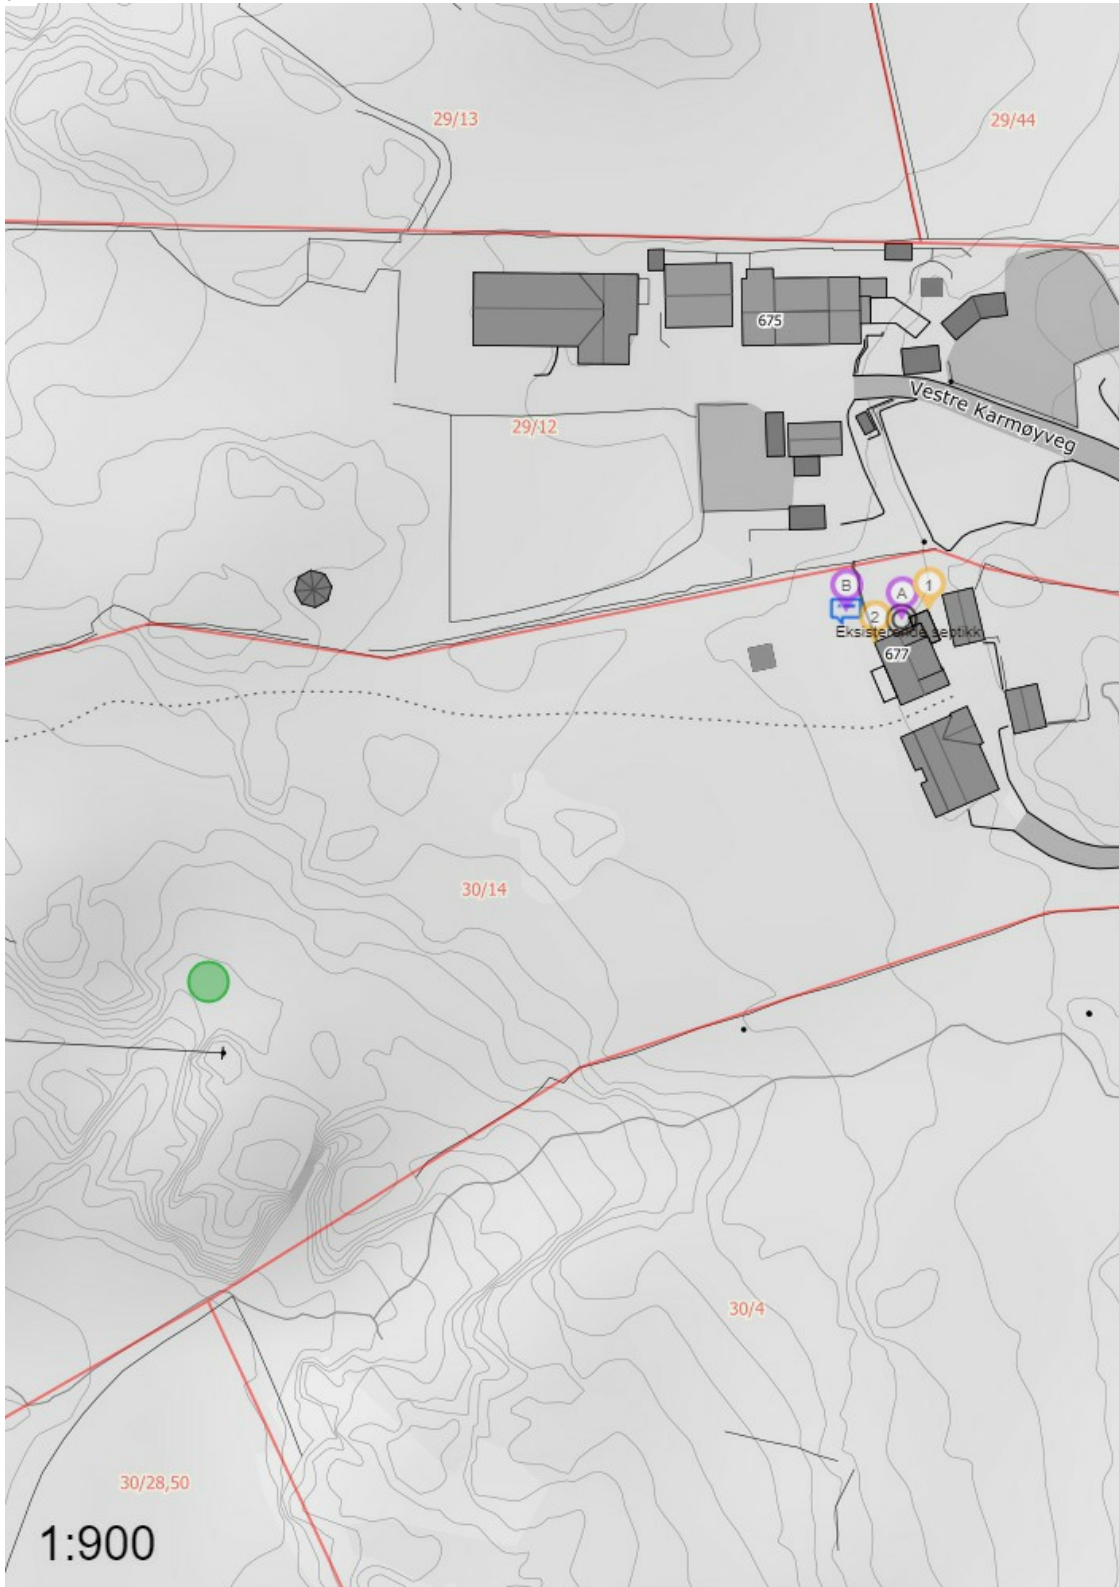 29/13
29/44
675
Vestre Karmøyveg
29/12
B
A
1
2
Eksisterende septikk
677
30/14
30/4
30/28,50
1:900